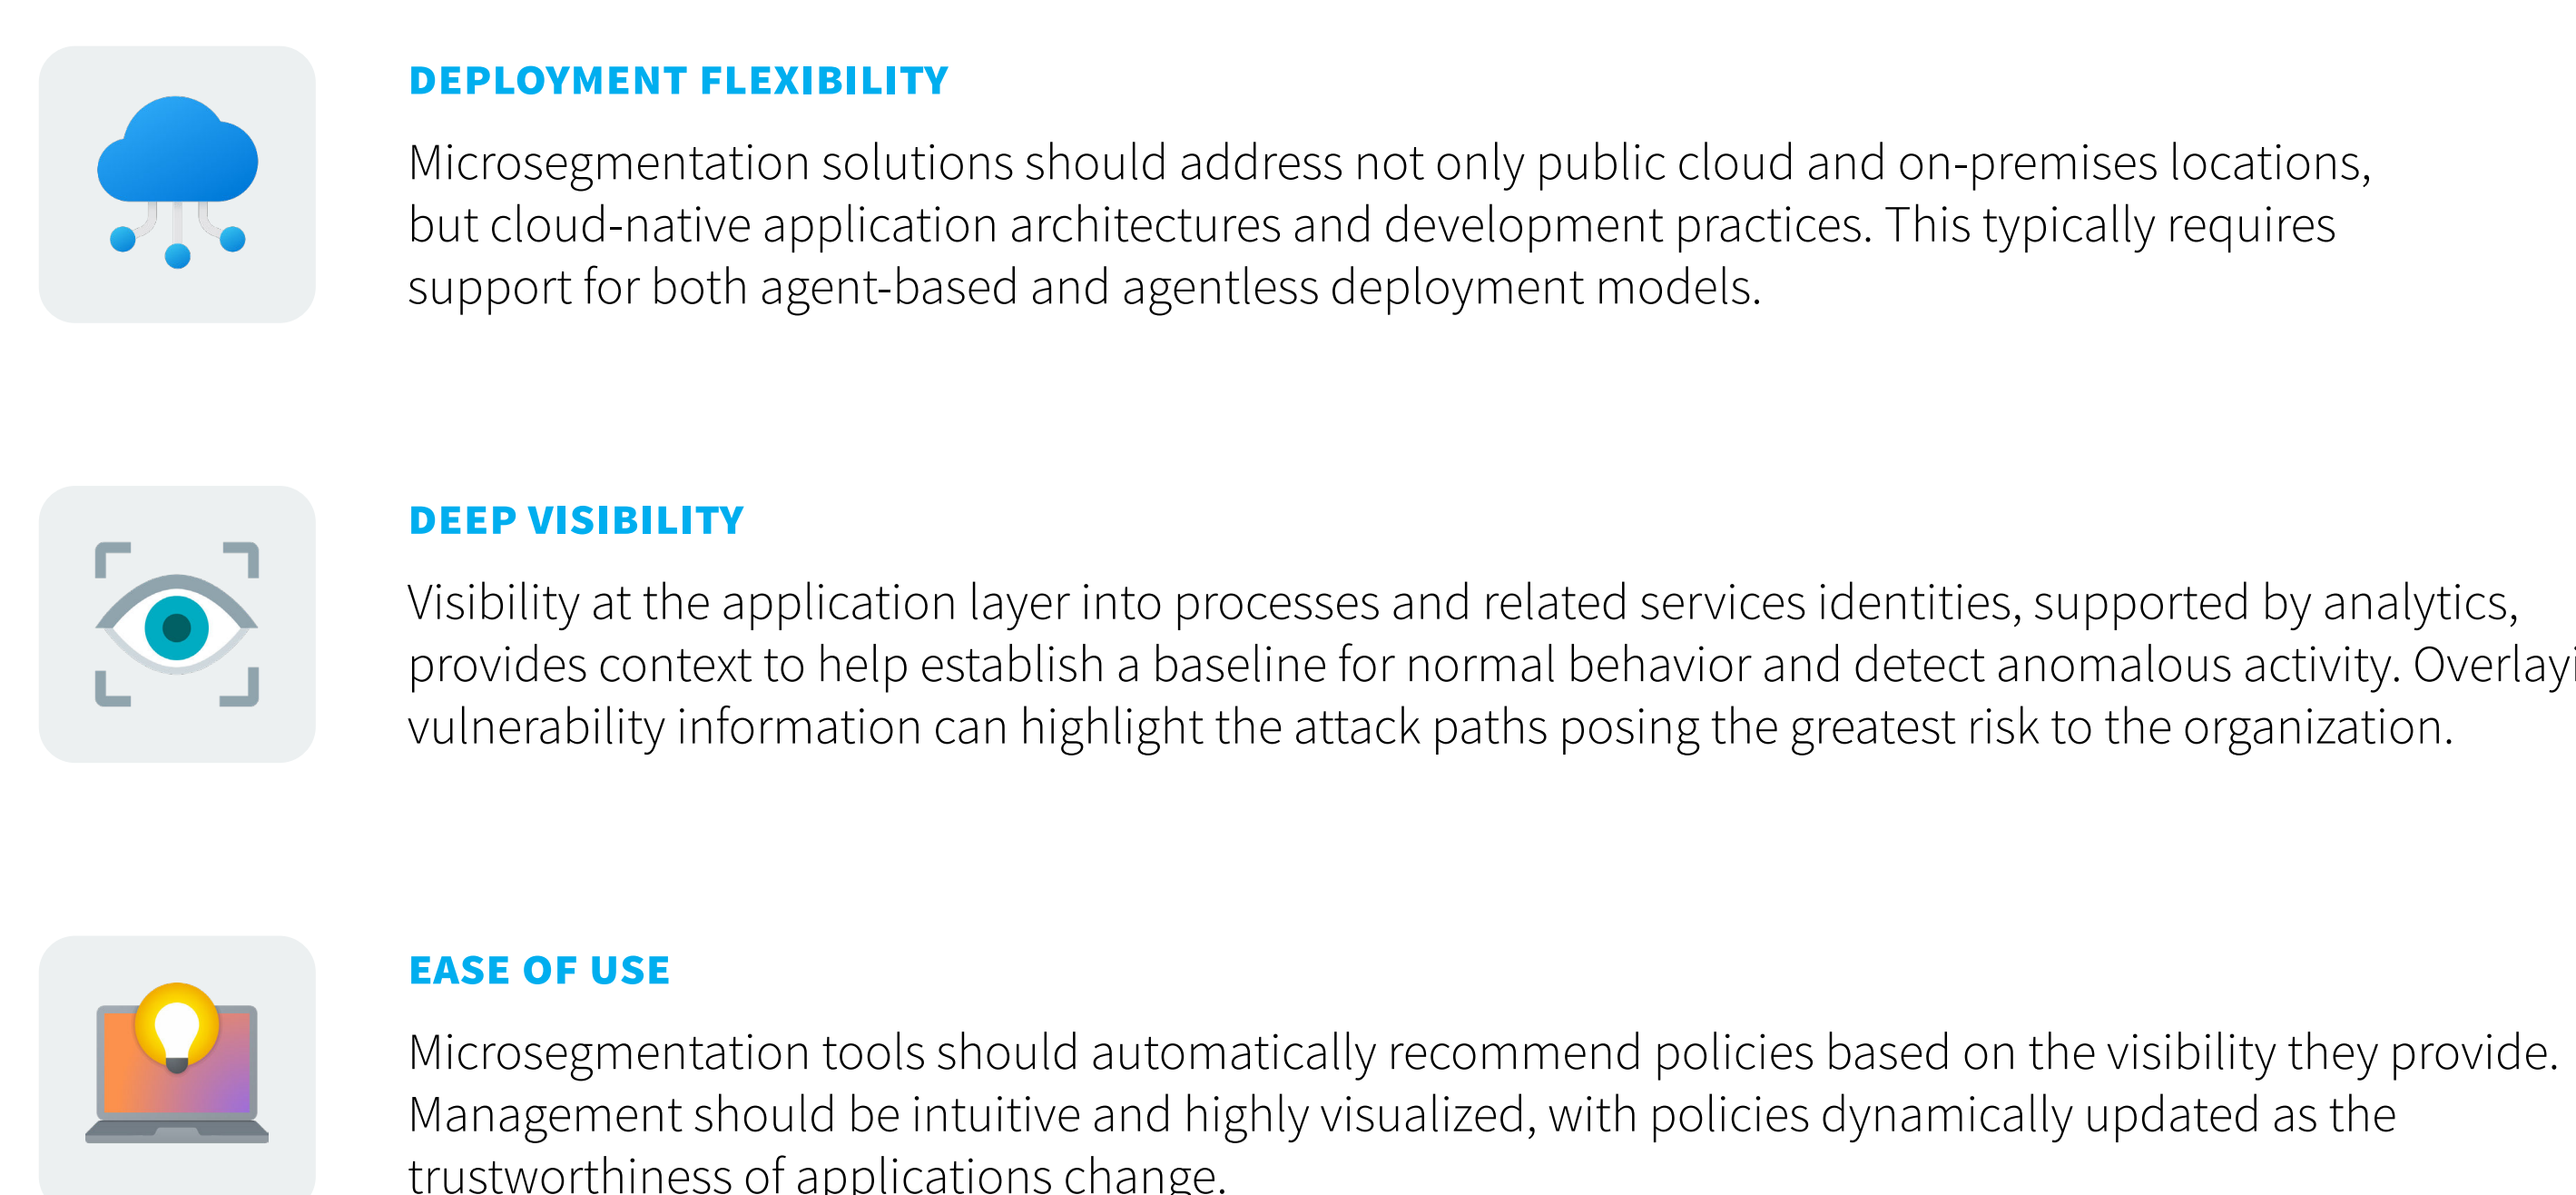 DEPLOYMENT FLEXIBILITY
Microsegmentation solutions should address not only public cloud and on-premises locations,
but cloud-native application architectures and development practices. This typically requires
support for both agent-based and agentless deployment models.
DEEP VISIBILITY
Visibility at the application layer into processes and related services identities, supported by analytics,
provides context to help establish a baseline for normal behavior and detect anomalous activity.
vulnerability information can highlight the attack paths posing the greatest risk to the organization.
EASE OF USE
Microsegmentation tools should automatically recommend policies based on the visibility they provide.
Management should be intuitive and highly visualized, with policies dynamically updated as the
trustworthiness of applications change.